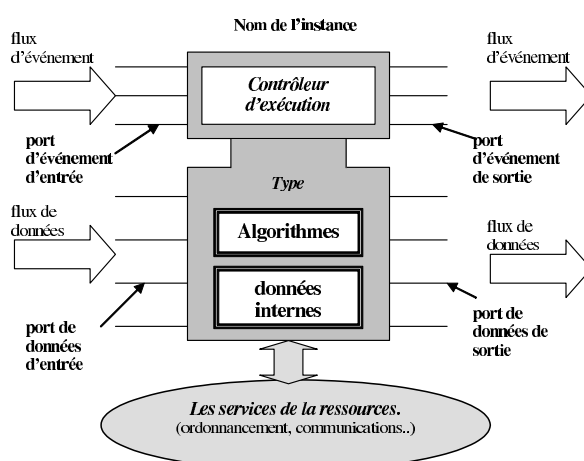 Nom de l'instance
flux
d'événement
flux
d'événement
Contrôleur
d'exécution
port
d'événement
d'entrée
port
d'événement
de sortie
Type
flux de
données
flux de
données
Algorithmes
données
internes
port de
données
d'entrée
port de
données de
sortie
Les services de la ressources.
(ordonnancement, communications..)